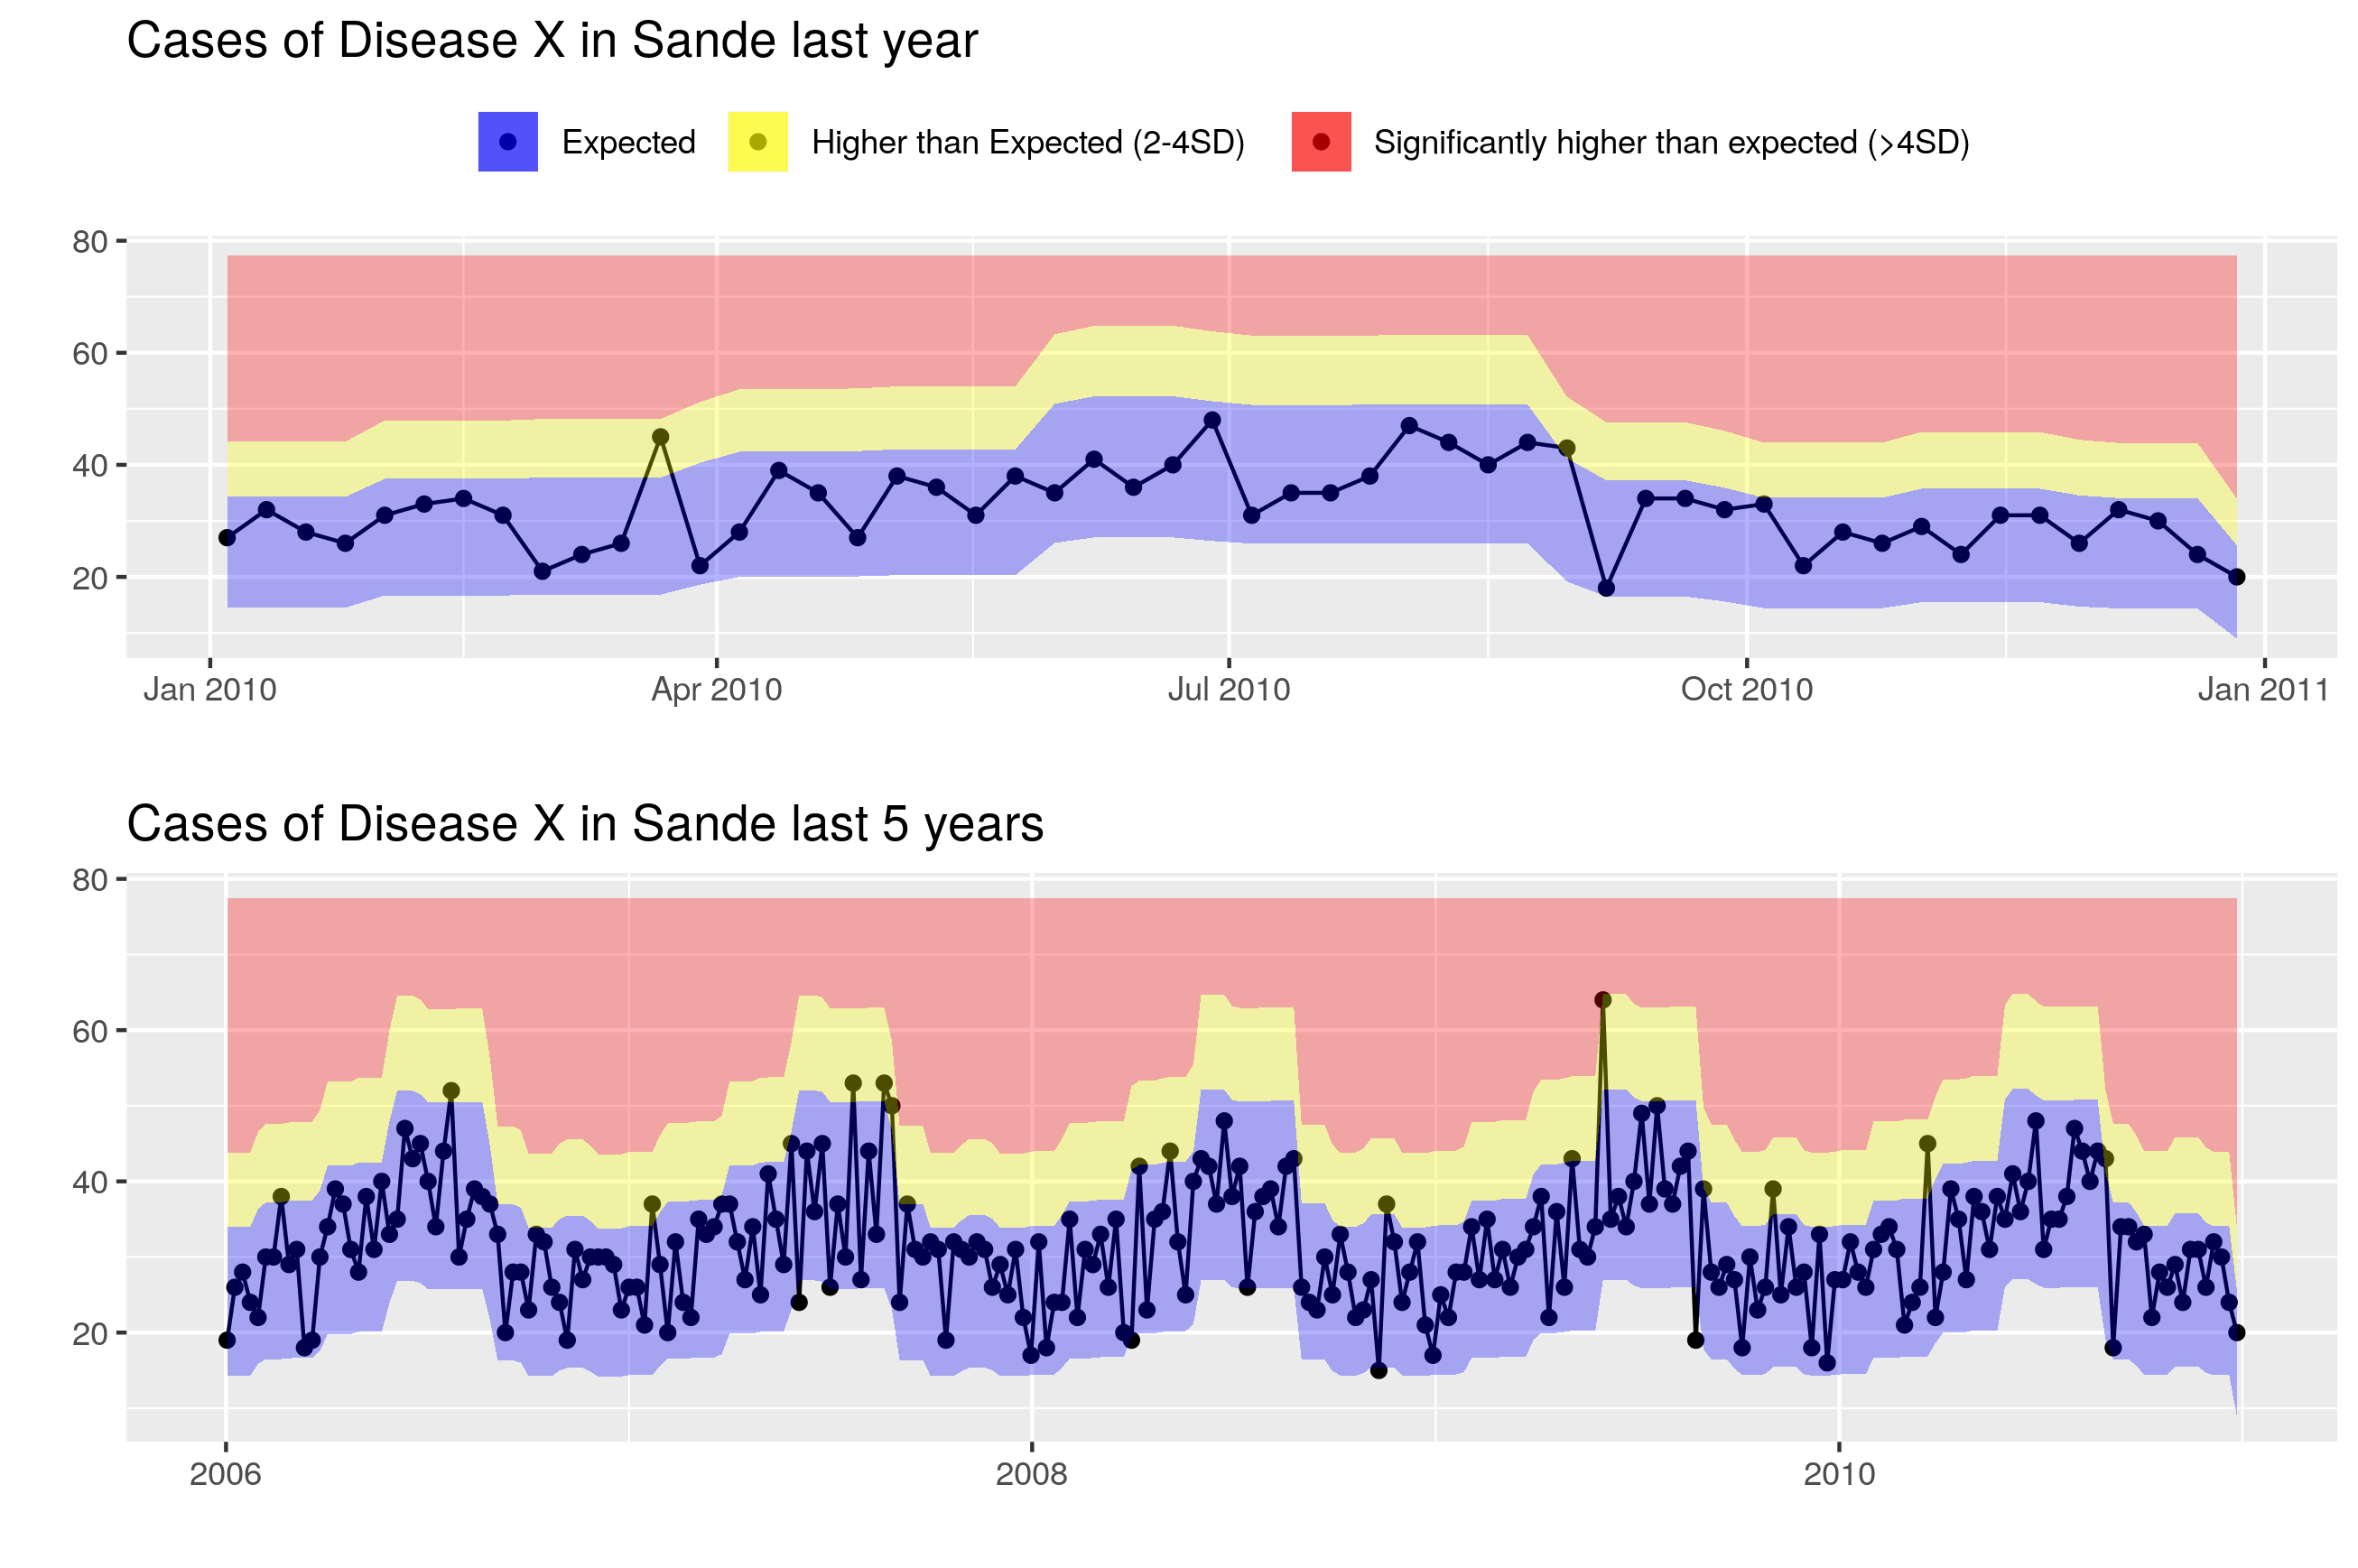 Cases of Disease X in Sande last year
Expected Higher than Expected (2-4SD) Significantly higher than expected (>4SD)
80
60
40
20
Jan 2010 Apr 2010 Jul 2010 Oct 2010 Jan 2011
Cases of Disease X in Sande last 5 years
80
60
40
20
2006 2008 2010